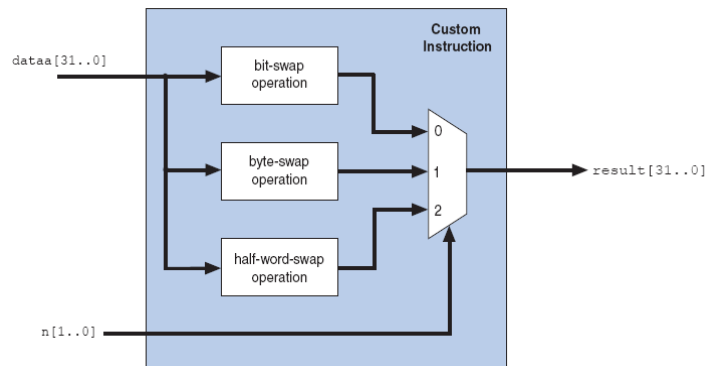 Custom
Instruction
dataa[31..0]
bit-swap
operation
0
byte-swap
operation
1
result[31..0]
2
half-word-swap
operation
n[1..0]